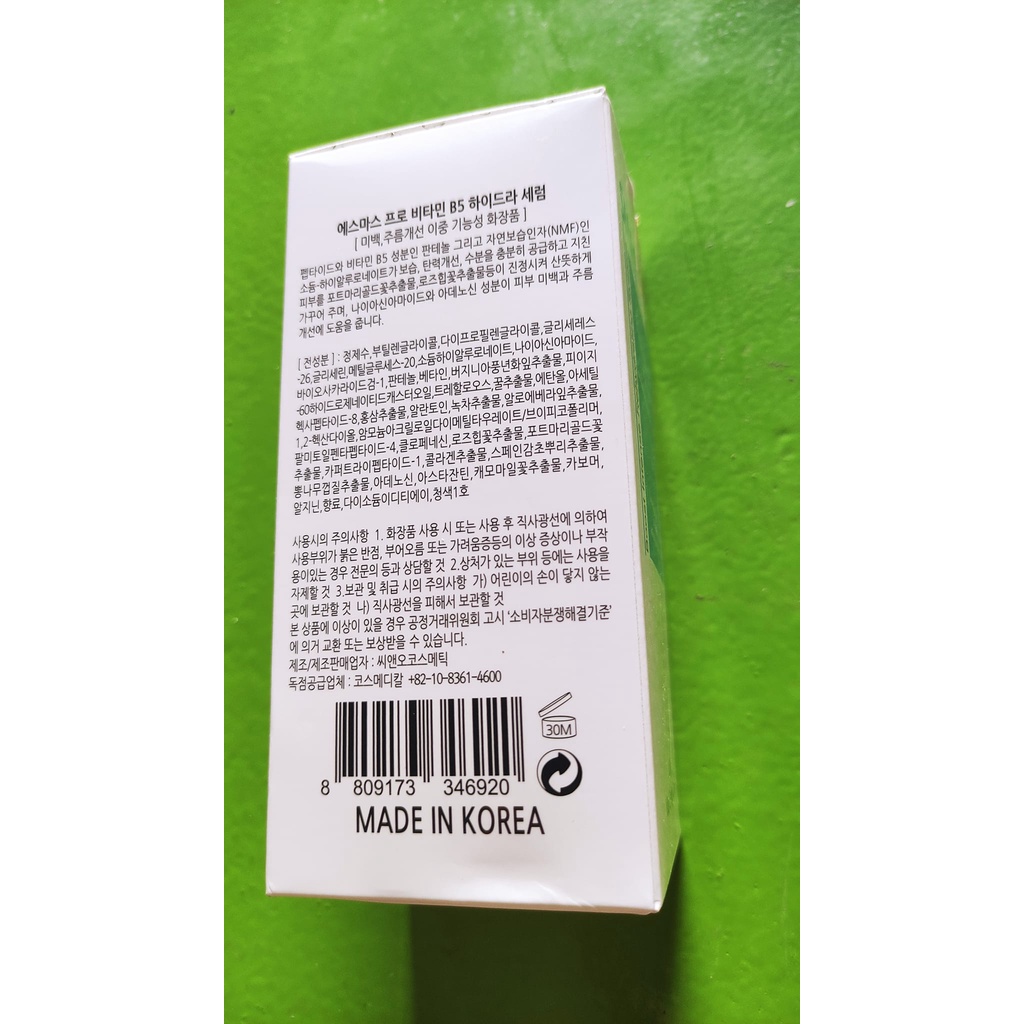 에스마스 프로 비타민 B5 하이드라 세럼
[ 미백,주름개선 이중 기능성 화장품 ]
펩타이드와 비타민 B5 성분인 판테놀 그리고 자연보습인자(NMF)인
소듐-하이알루로네이트가 보습, 탄력개선, 수분을 충분히 공급하고 지친
피부를 포트마리골드꽃추출물,로즈힙꽃추출물등이 진정시켜 산뜻하게
가꾸어 주며, 나이아신아마이드와 아데노신 성분이 피부 미백과 주름
개선에 도움을 줍니다.
[ 전성분 ] : 정제수,부틸렌글라이콜,다이프로필렌글라이콜,글리세레스
-26,글리세린,메틸글루세스-20,소듐하이알루로네이트,나이아신아마이드,
바이오사카라이드검-1,판테놀,베타인,버지니아풍년화잎추출물,피이지
-60하이드로제네이티드캐스터오일,트레할로오스,꿀추출물,에탄올,아세틸
헥사펩타이드-8,홍삼추출물,알란토인,녹차추출물,알로에베라잎추출물,
1,2-헥산다이올,암모늄아크릴로일다이메틸타우레이트/브이피코폴리머,
팔미토일펜타펩타이드-4,클로페네신,로즈힙꽃추출물,포트마리골드꽃
추출물,카퍼트라이펩타이드-1,콜라겐추출물,스페인감초뿌리추출물,
뽕나무껍질추출물,아데노신,아스타잔틴,캐모마일꽃추출물,카보머,
알지닌,향료,다이소듐이디티에이,청색1호
사용시의 주의사항 1. 화장품 사용 시 또는 사용 후 직사광선에 의하여
사용부위가 붉은 반점, 부어오름 또는 가려움증등의 이상 증상이나 부작
용이있는 경우 전문의 등과 상담할 것 2.상처가 있는 부위 등에는 사용을
자제할 것 3.보관 및 취급 시의 주의사항 가) 어린이의 손이 닿지 않는
곳에 보관할 것 나) 직사광선을 피해서 보관할 것
본 상품에 이상이 있을 경우 공정거래위원회 고시 '소비자분쟁해결기준'
에 의거 교환 또는 보상받을 수 있습니다.
제조/제조판매업자 : 씨앤오코스메틱
독점공급업체 : 코스메디칼 +82-10-8361-4600
30M
8 809173 346920
MADE IN KOREA